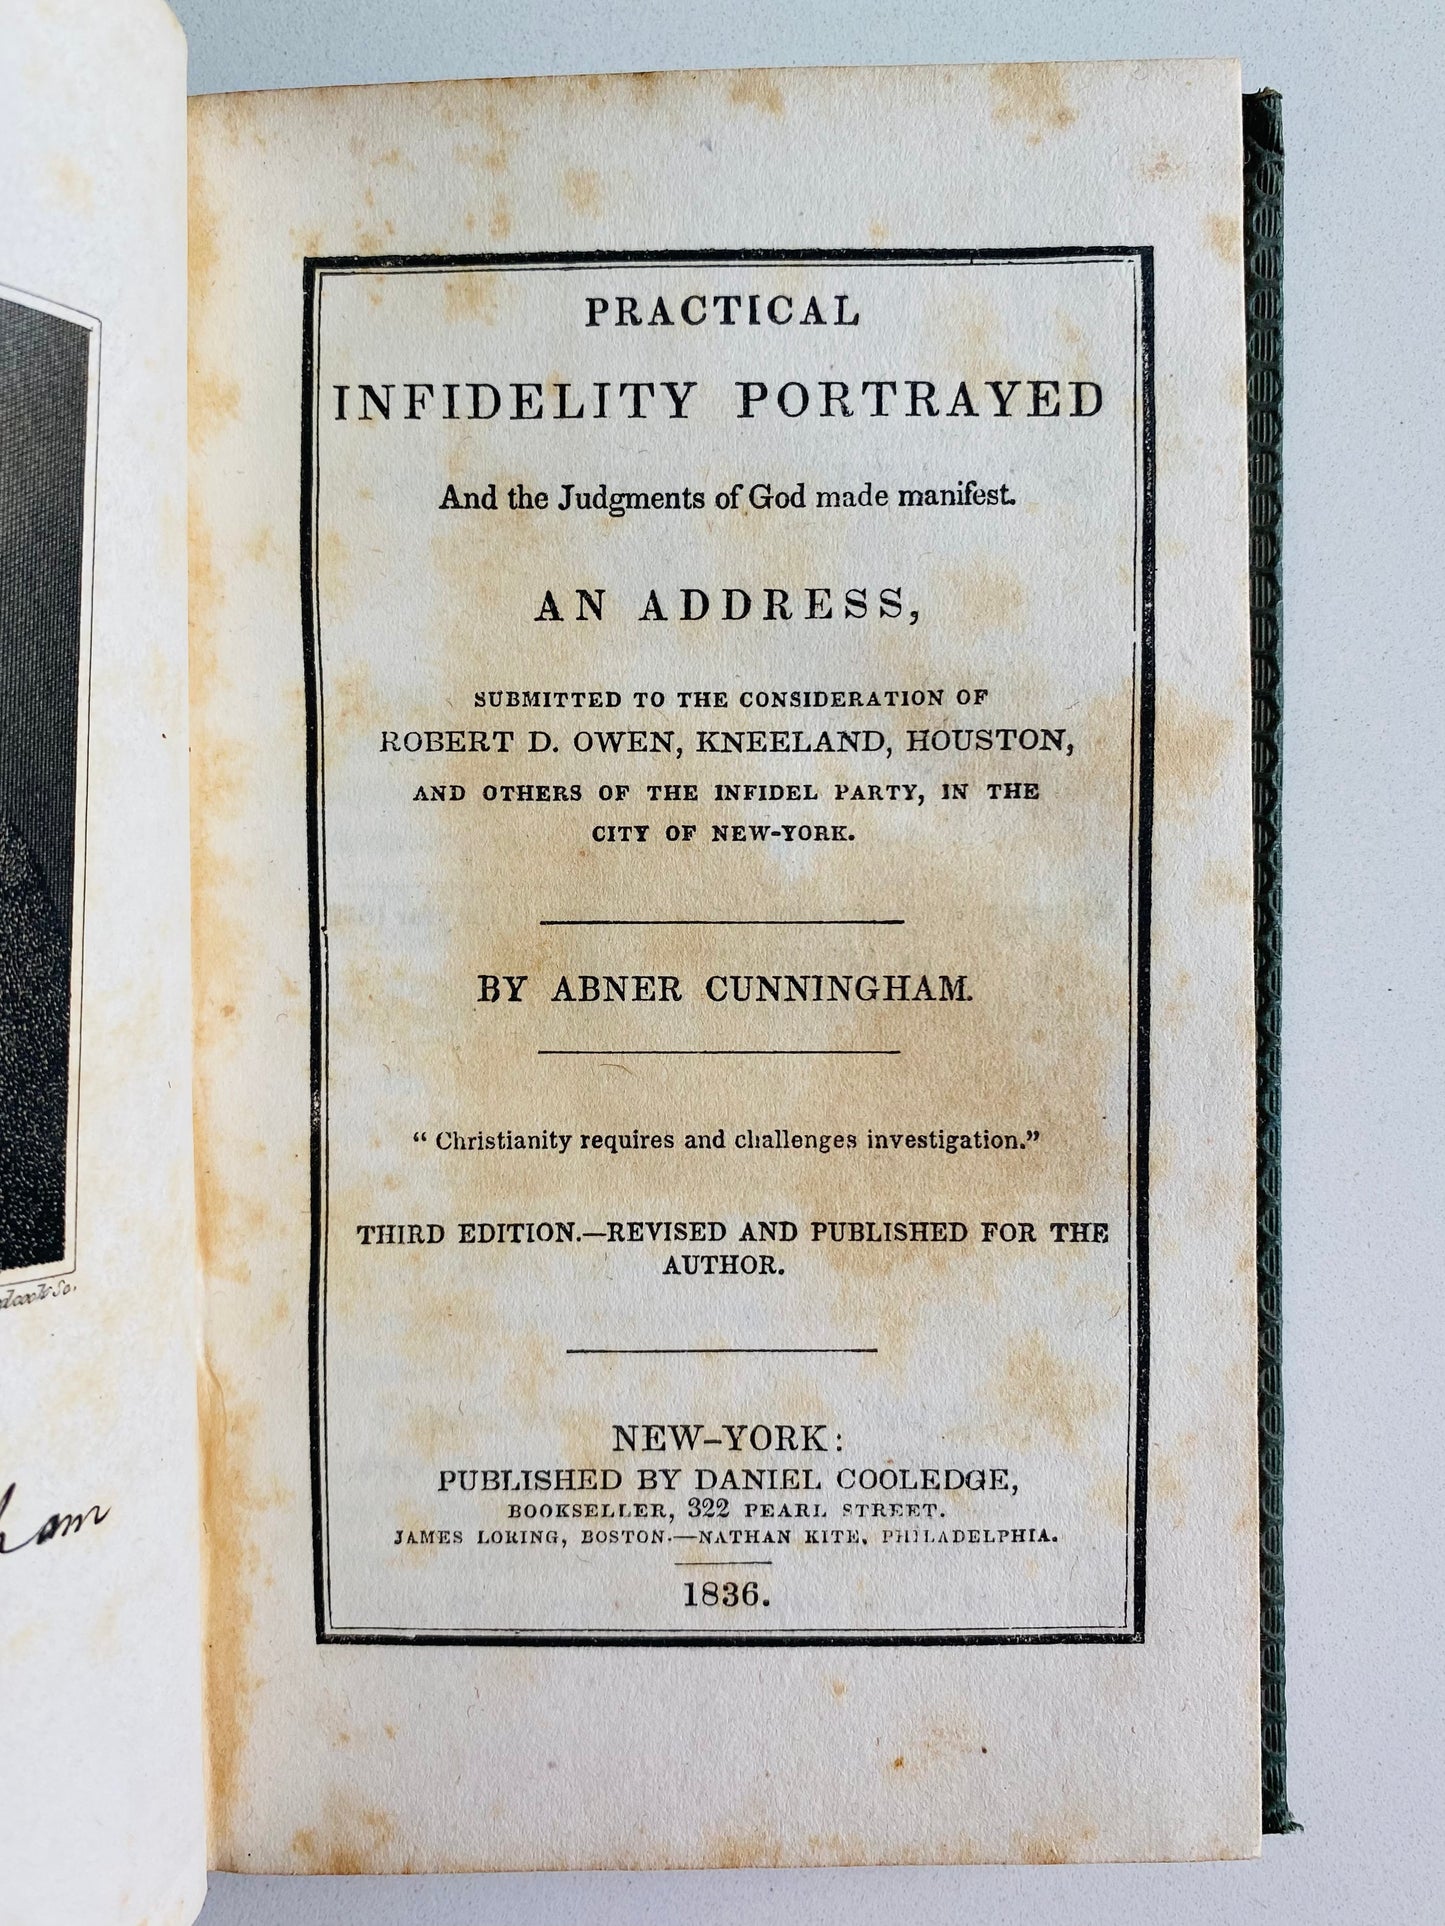 PRACTICAL
INFIDELITY PORTRAYED
And the Judgments of God made manifest.
AN ADDRESS,
SUBMITTED TO THE CONSIDERATION OF
ROBERT D. OWEN, KNEELAND, HOUSTON,
AND OTHERS OF THE INFIDEL PARTY, IN THE
CITY OF NEW-YORK.
BY ABNER CUNNINGHAM.
“Christianity requires and challenges investigation.”
THIRD EDITION.—REVISED AND PUBLISHED FOR THE
AUTHOR.
NEW-YORK:
PUBLISHED BY DANIEL COOLEDGE,
BOOKSELLER, 322 PEARL STREET.
JAMES LORING, BOSTON.—NATHAN KITE, PHILADELPHIA.
1836.